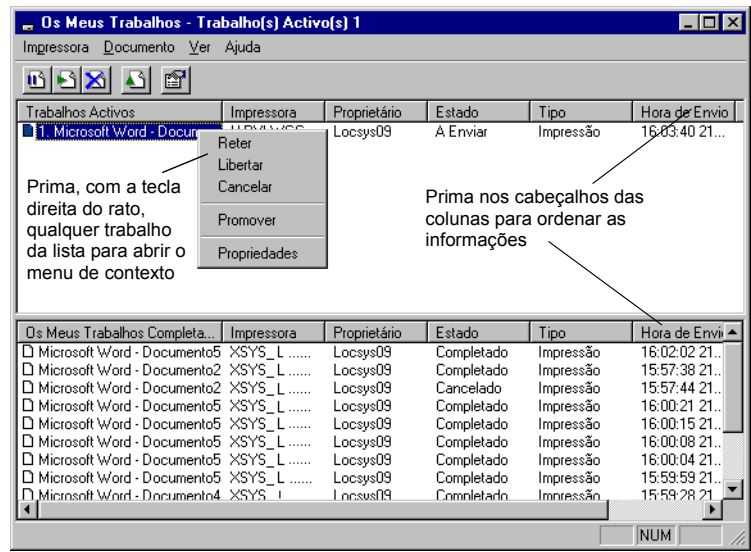 Os Meus Trabalhos - Trabalho(s) Activo(s) 1
Impressora Documento Ver Ajuda
Trabalhos Activos Impressora Proprietário Estado Tipo Hora de Envio
1. Microsoft Word - Docum Locsys09 A Enviar Impressão 16:03:40 21...
Reter
Libertar
Cancelar
Promover
Propriedades
Prima, com a tecla
direita do rato,
qualquer trabalho
da lista para abrir o
menu de contexto
Prima nos cabeçalhos das
colunas para ordenar as
informações
Os Meus Trabalhos Completa... Impressora Proprietário Estado Tipo Hora de Envi
Microsoft Word - Documento5 XSYS_L ...... Locsys09 Completado Impressão 16:02:02 21..
Microsoft Word - Documento2 XSYS_L ...... Locsys09 Completado Impressão 15:57:38 21..
Microsoft Word - Documento2 XSYS_L ...... Locsys09 Cancelado Impressão 15:57:44 21..
Microsoft Word - Documento5 XSYS_L ...... Locsys09 Completado Impressão 16:00:21 21..
Microsoft Word - Documento5 XSYS_L ...... Locsys09 Completado Impressão 16:00:15 21..
Microsoft Word - Documento5 XSYS_L ...... Locsys09 Completado Impressão 16:00:08 21..
Microsoft Word - Documento5 XSYS_L ...... Locsys09 Completado Impressão 16:00:04 21..
Microsoft Word - Documento5 XSYS_L ...... Locsys09 Completado Impressão 15:59:59 21..
Microsoft Word - Documento4 XSYS_L ...... Locsys09 Completado Impressão 15:59:28 21..
NUM